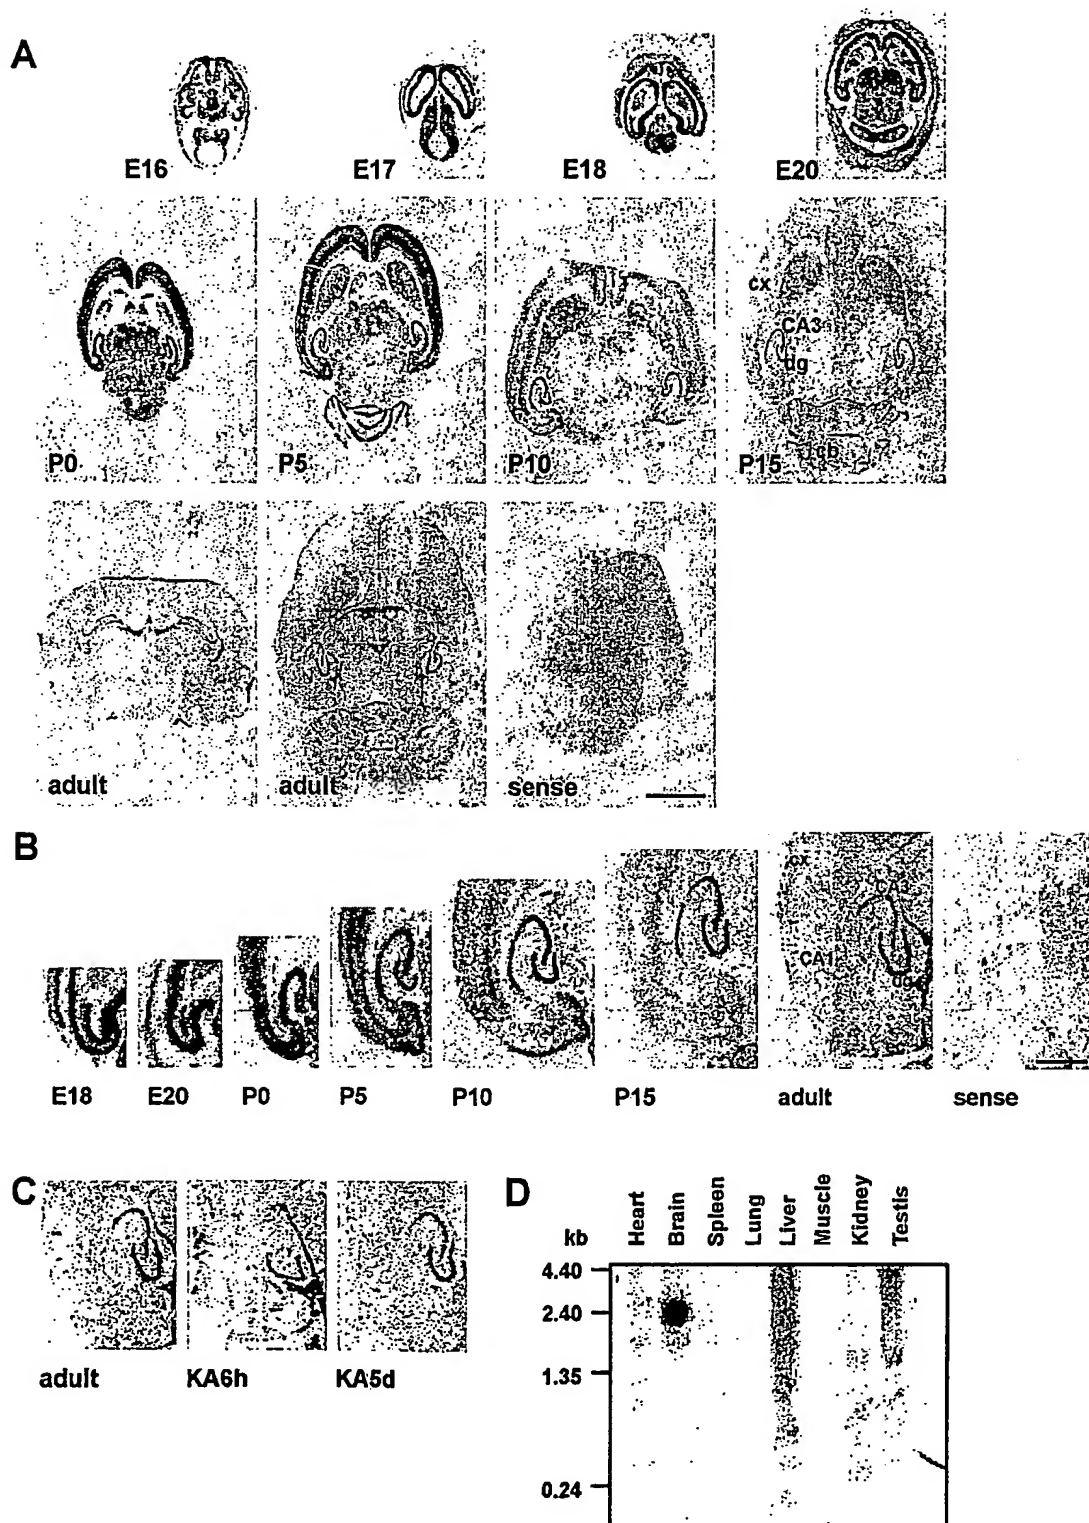 A
E16 E17 E18 E20
P0 P5 P10 P15
cx
CA3
dg
cb
adult adult sense
B
cx
CA3
CA1
dg
E18 E20 P0 P5 P10 P15 adult sense
C
adult KA6h KA5d
D
kb Heart Brain Spleen Lung Liver Muscle Kidney Testis
4.40
2.40
1.35
0.24